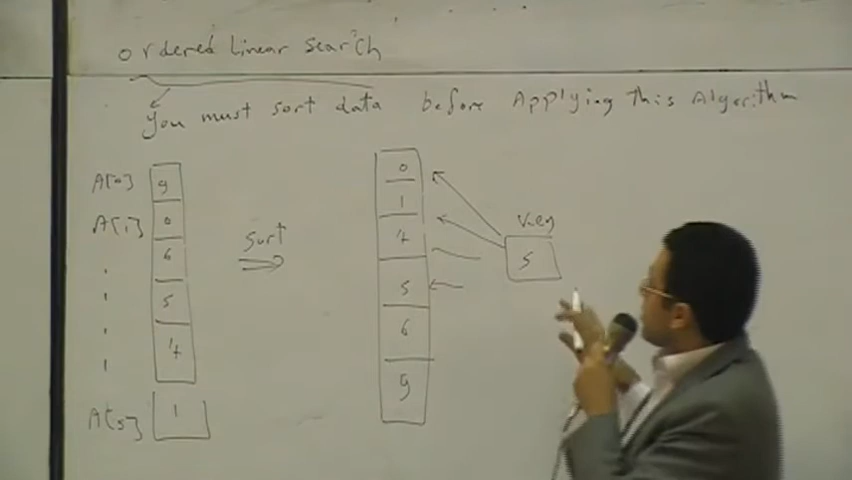 ordered Linear Search
You must sort data before Applying This Algorithm
A[0] 9
A[1] 0
6
5
4
A[5] 1
Sort
0
1
4
5
6
9
5